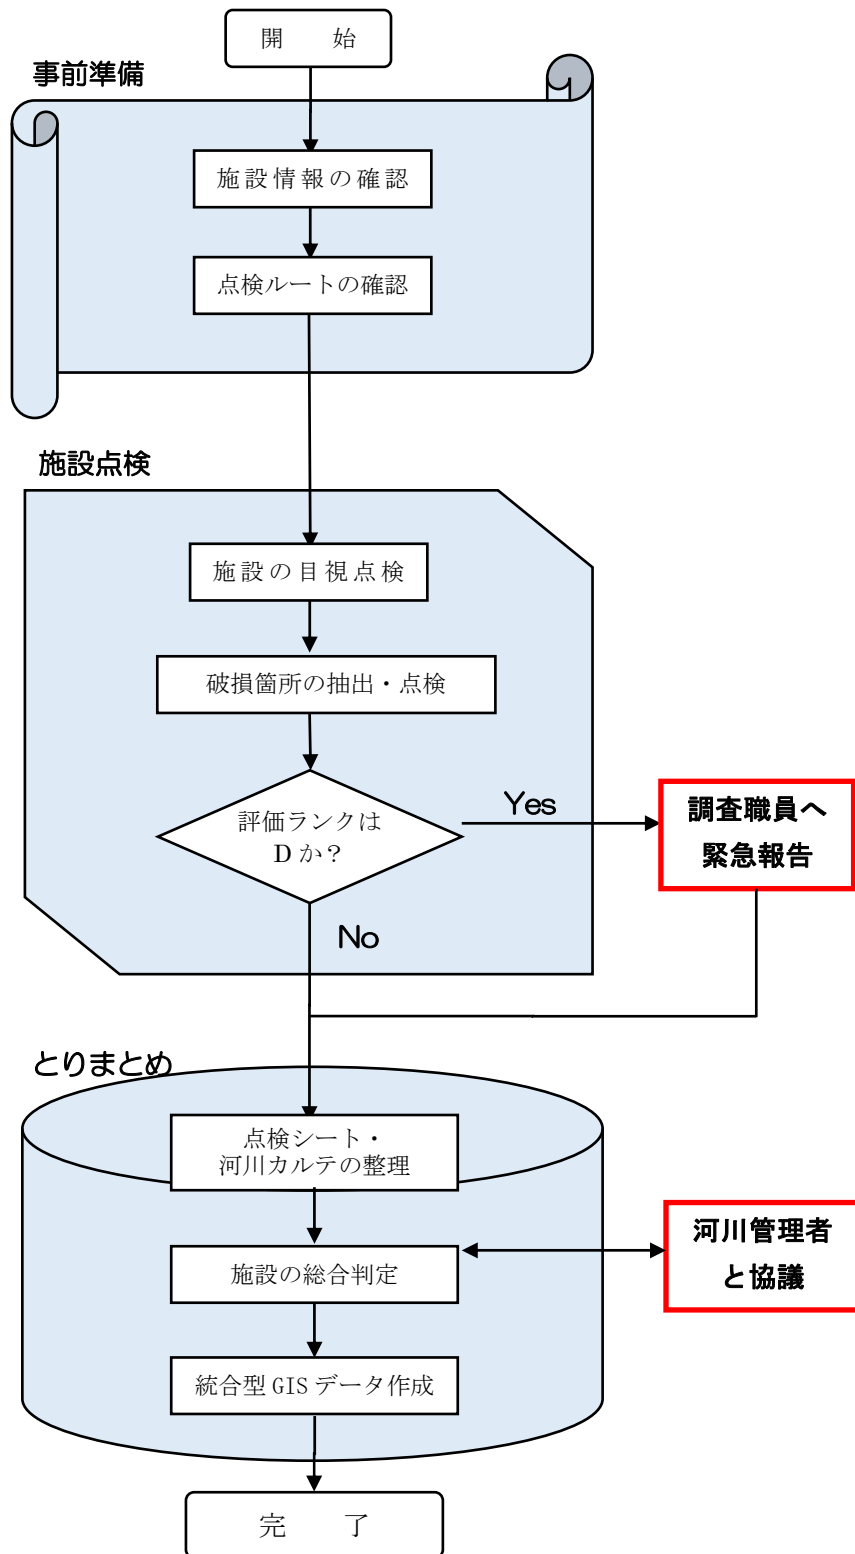 開　始
事前準備
施設情報の確認
点検ルートの確認
施設点検
施設の目視点検
破損箇所の抽出・点検
評価ランクは
Dか？
Yes
調査職員へ
緊急報告
No
とりまとめ
点検シート・
河川カルテの整理
施設の総合判定
河川管理者
と協議
統合型 GIS データ作成
完　了